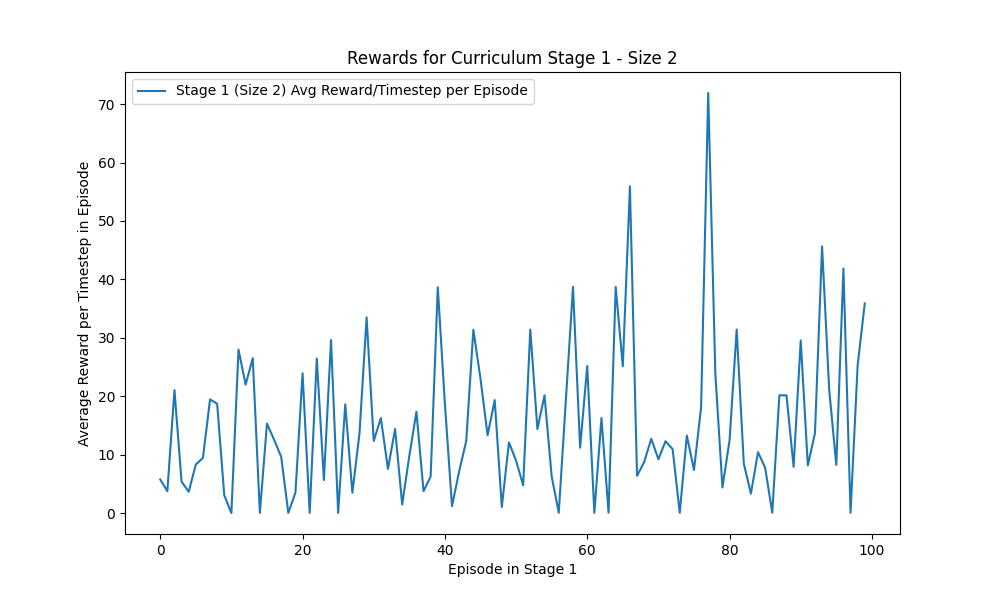 Rewards for Curriculum Stage 1 - Size 2
Stage 1 (Size 2) Avg Reward/Timestep per Episode
Average Reward per Timestep in Episode
70
60
50
40
30
20
10
0
0 20 40 60 80 100
Episode in Stage 1